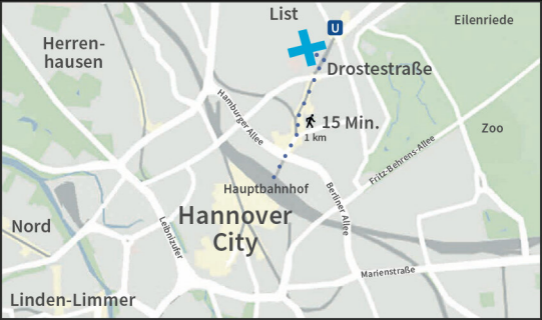 List
U
Eilenriede
Herren-
hausen
Drostestraße
Hamburger Allee
15 Min.
1 km
Zoo
Fritz-Behrens-Allee
Hauptbahnhof
Berliner Allee
Hannover
City
Nord
Leibnizufer
Marienstraße
Linden-Limmer